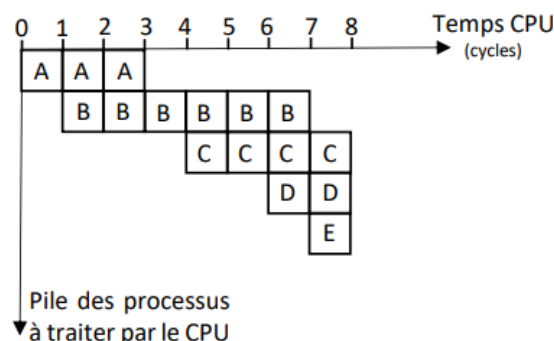 0 1 2 3 4 5 6 7 8 Temps CPU
(cycles)
A A A
B B B B B B
C C C C
D D
E
Pile des processus
à traiter par le CPU